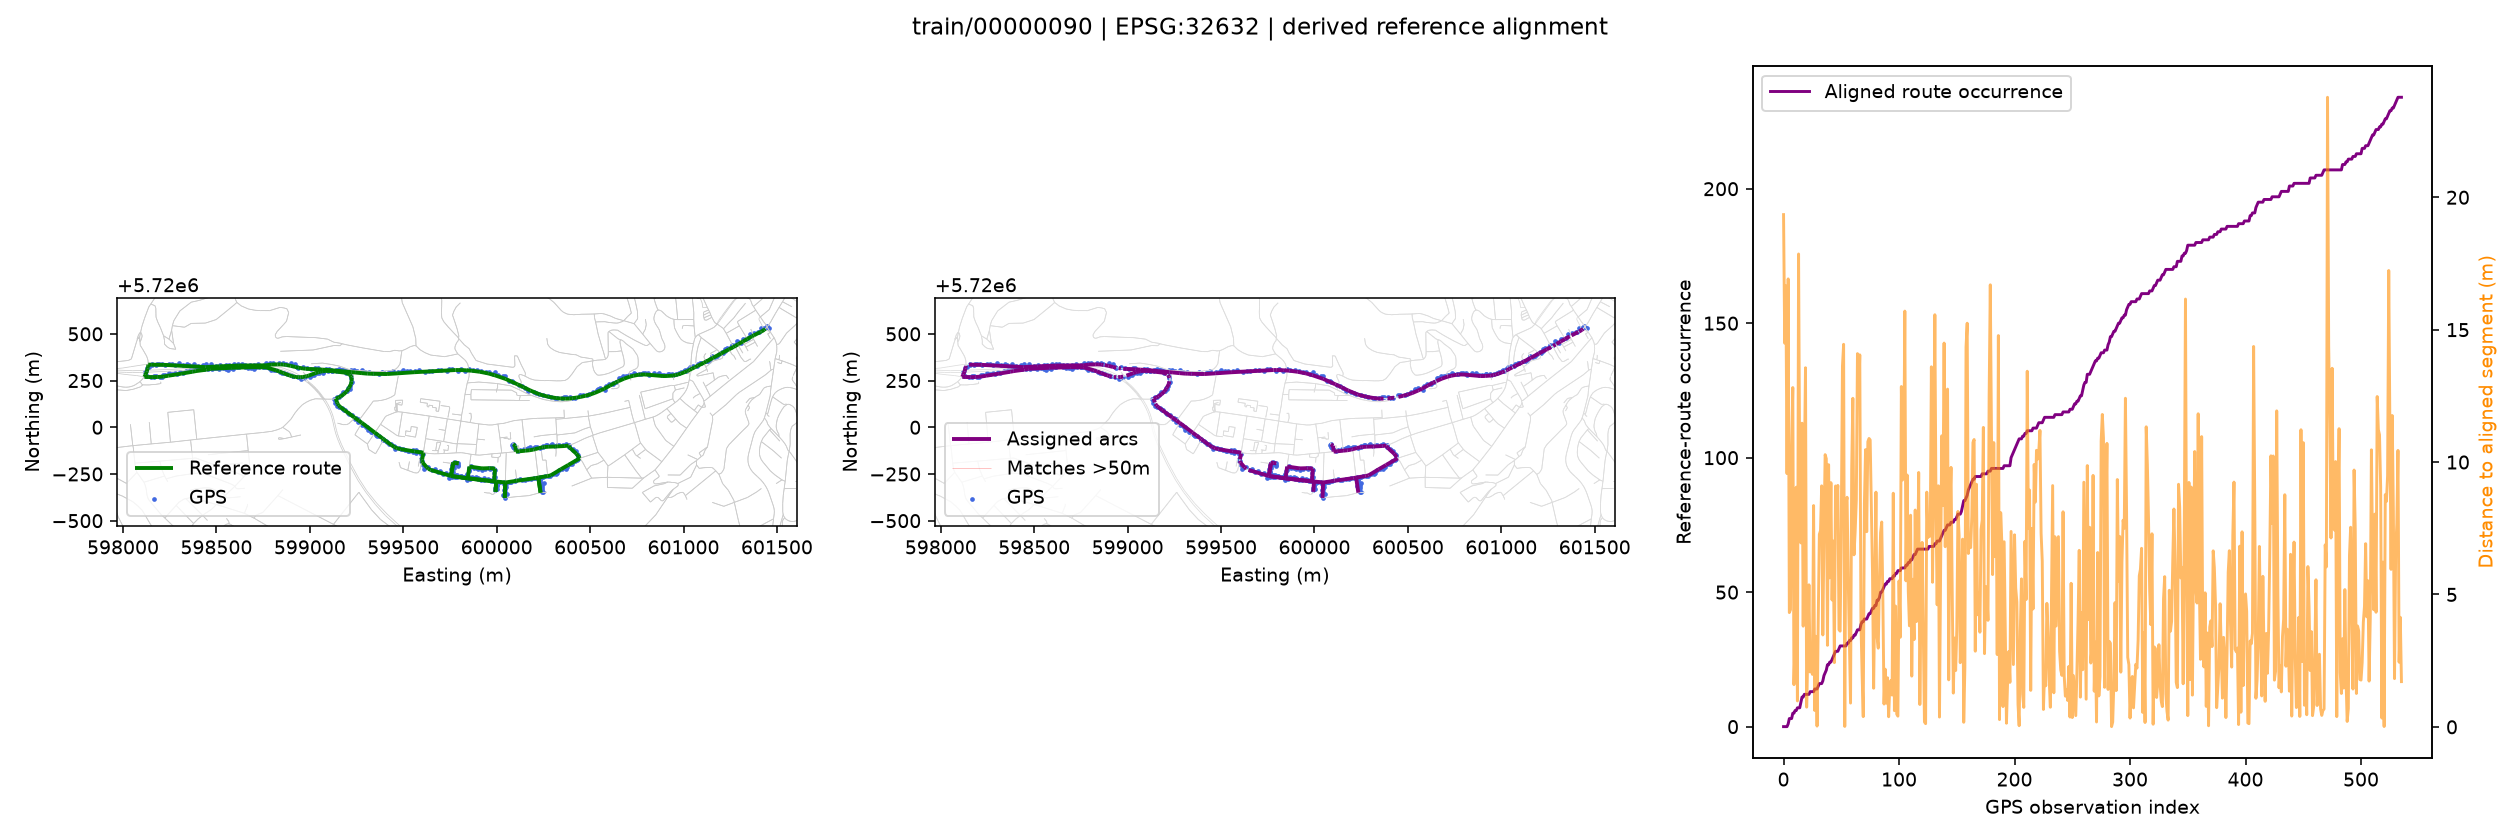 train/00000090 | EPSG:32632 | derived reference alignment
+5.72e6
500
250
0
−250
−500
Northing (m)
598000 598500 599000 599500 600000 600500 601000 601500
Easting (m)
Reference route
GPS
+5.72e6
500
250
0
−250
−500
Northing (m)
598000 598500 599000 599500 600000 600500 601000 601500
Easting (m)
Assigned arcs
Matches >50m
GPS
Aligned route occurrence
200
150
100
50
0
Reference-route occurrence
20
15
10
5
0
Distance to aligned segment (m)
0 100 200 300 400 500
GPS observation index